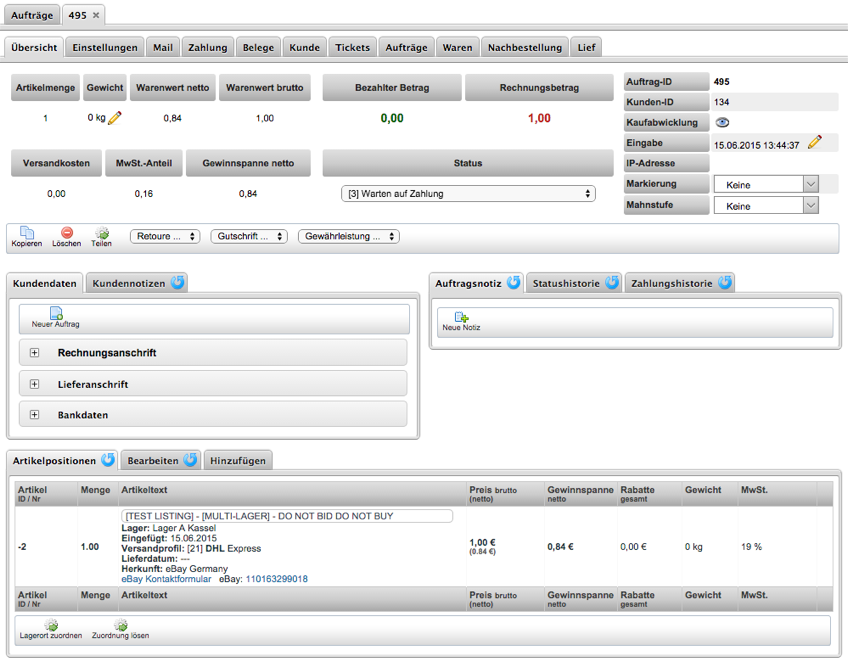 Aufträge 495
Übersicht Einstellungen Mail Zahlung Belege Kunde Tickets Aufträge Waren Nachbestellung Lief
Artikelmenge Gewicht Warenwert netto Warenwert brutto Bezahlter Betrag Rechnungsbetrag
1 0 kg 0,84 1,00 0,00 1,00
Versandkosten MwSt.-Anteil Gewinnspanne netto Status
0,00 0,16 0,84 [3] Warten auf Zahlung
Auftrag-ID 495
Kunden-ID 134
Kaufabwicklung
Eingabe 15.06.2015 13:44:37
IP-Adresse
Markierung Keine
Mahnstufe Keine
Kopieren Löschen Teilen Retoure ... Gutschrift ... Gewährleistung ...
Kundendaten Kundennotizen
Neuer Auftrag
Rechnungsanschrift
Lieferanschrift
Bankdaten
Auftragsnotiz Statushistorie Zahlungshistorie
Neue Notiz
Artikelpositionen Bearbeiten Hinzufügen
Artikel Menge Artikeltext Preis brutto Gewinnspanne Rabatte Gewicht MwSt.
ID / Nr (netto) netto gesamt
[TEST LISTING] - [MULTI-LAGER] - DO NOT BID DO NOT BUY
Lager: Lager A Kassel
Eingefügt: 15.06.2015
-2 1.00 Versandprofil: [21] DHL Express 1,00 € 0,84 € 0,00 € 0 kg 19 %
(0.84 €)
Lieferdatum: ---
Herkunft: eBay Germany
eBay Kontaktformular eBay: 110163299018
Artikel Menge Artikeltext Preis brutto Gewinnspanne Rabatte Gewicht MwSt.
ID / Nr (netto) netto gesamt
Lagerort zuordnen Zuordnung lösen